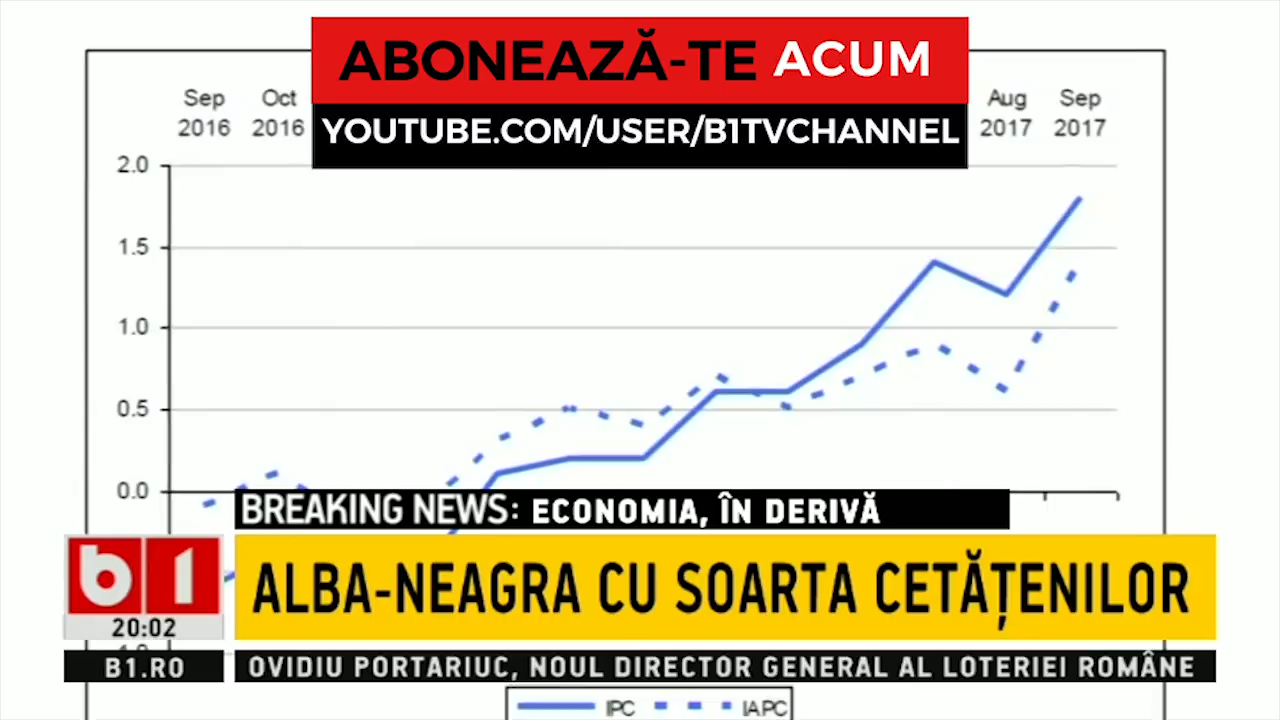 ABONEAZĂ-TE ACUM
YOUTUBE.COM/USER/B1TVCHANNEL
Sep Oct Aug Sep
2016 2016 2017 2017
2.0
1.5
1.0
0.5
0.0
BREAKING NEWS: ECONOMIA, ÎN DERIVĂ
b1
ALBA-NEAGRA CU SOARTA CETĂȚENILOR
20:02
B1.RO
OVIDIU PORTARIUC, NOUL DIRECTOR GENERAL AL LOTERIEI ROMÂNE
IPC IAPC